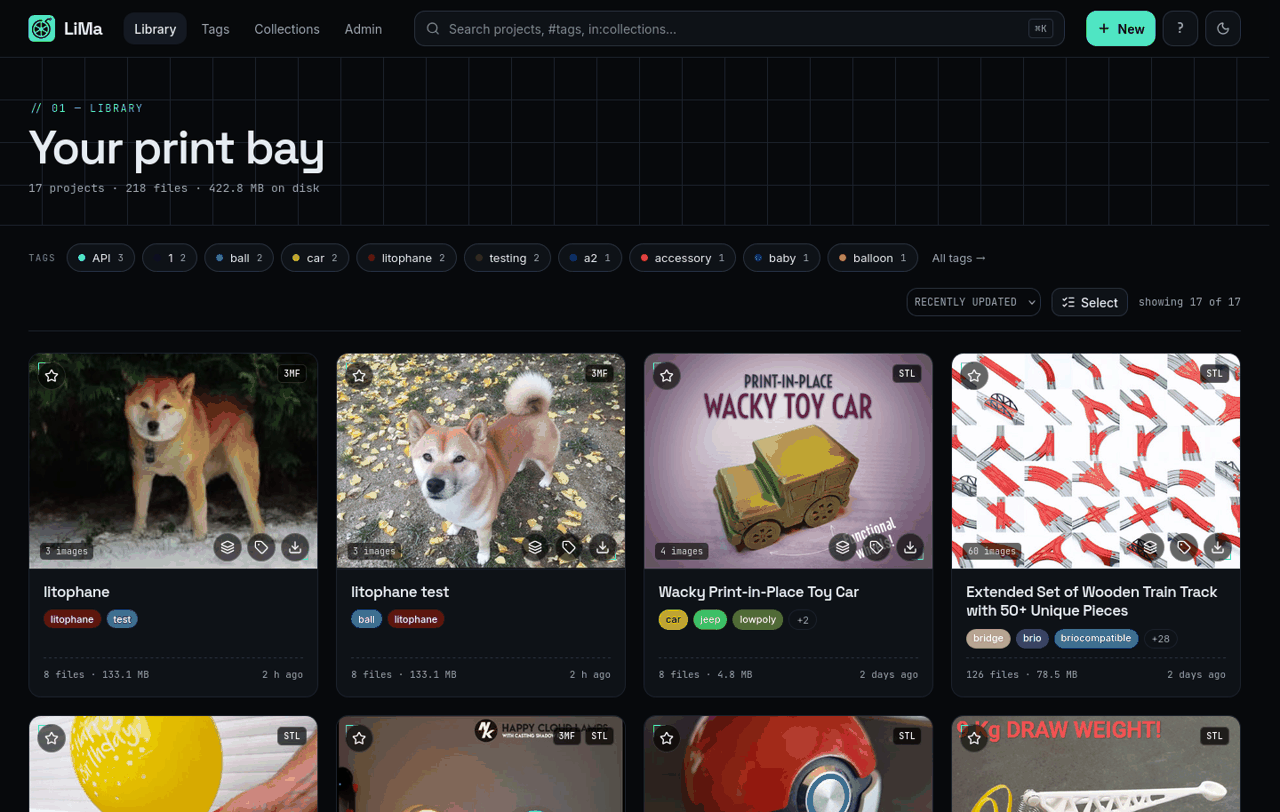 LiMa Library Tags Collections Admin Search projects, #tags, in:collections... ⌘K + New ?
// 01 — LIBRARY
Your print bay
17 projects · 218 files · 422.8 MB on disk
TAGS API 3 1 2 ball 2 car 2 litophane 2 testing 2 a2 1 accessory 1 baby 1 balloon 1 All tags →
RECENTLY UPDATED Select showing 17 of 17
3MF
3 images
litophane
litophane test
8 files · 133.1 MB 2 h ago
3MF
3 images
litophane test
ball litophane
8 files · 133.1 MB 2 h ago
STL
PRINT-IN-PLACE
WACKY TOY CAR
4 images
Wacky Print-in-Place Toy Car
car jeep lowpoly +2
8 files · 4.8 MB 2 days ago
STL
60 images
Extended Set of Wooden Train Track
with 50+ Unique Pieces
bridge brio briocompatible +28
126 files · 78.5 MB 2 days ago
STL
HAPPY CLOUD LAMPS
3MF STL
STL
Kg DRAW WEIGHT!
STL